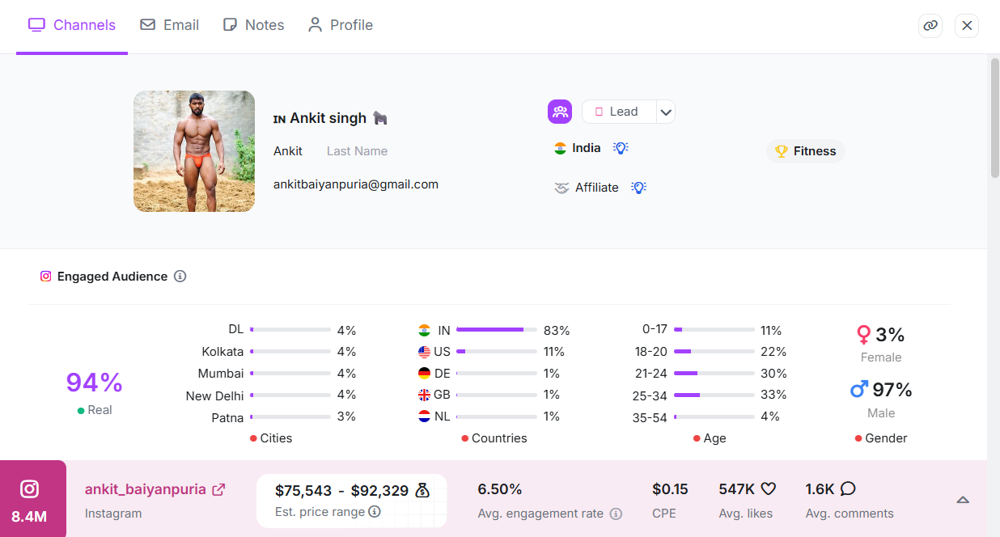 Channels
Email
Notes
Profile
IN Ankit singh
Ankit
Last Name
ankitbaiyanpuria@gmail.com
Lead
India
Affiliate
Fitness
Engaged Audience
94%
Real
DL 4%
Kolkata 4%
Mumbai 4%
New Delhi 4%
Patna 3%
Cities
IN 83%
US 11%
DE 1%
GB 1%
NL 1%
Countries
0-17 11%
18-20 22%
21-24 30%
25-34 33%
35-54 4%
Age
3%
Female
97%
Male
Gender
8.4M
ankit_baiyanpuria
Instagram
$75,543 - $92,329
Est. price range
6.50%
Avg. engagement rate
$0.15
CPE
547K
Avg. likes
1.6K
Avg. comments